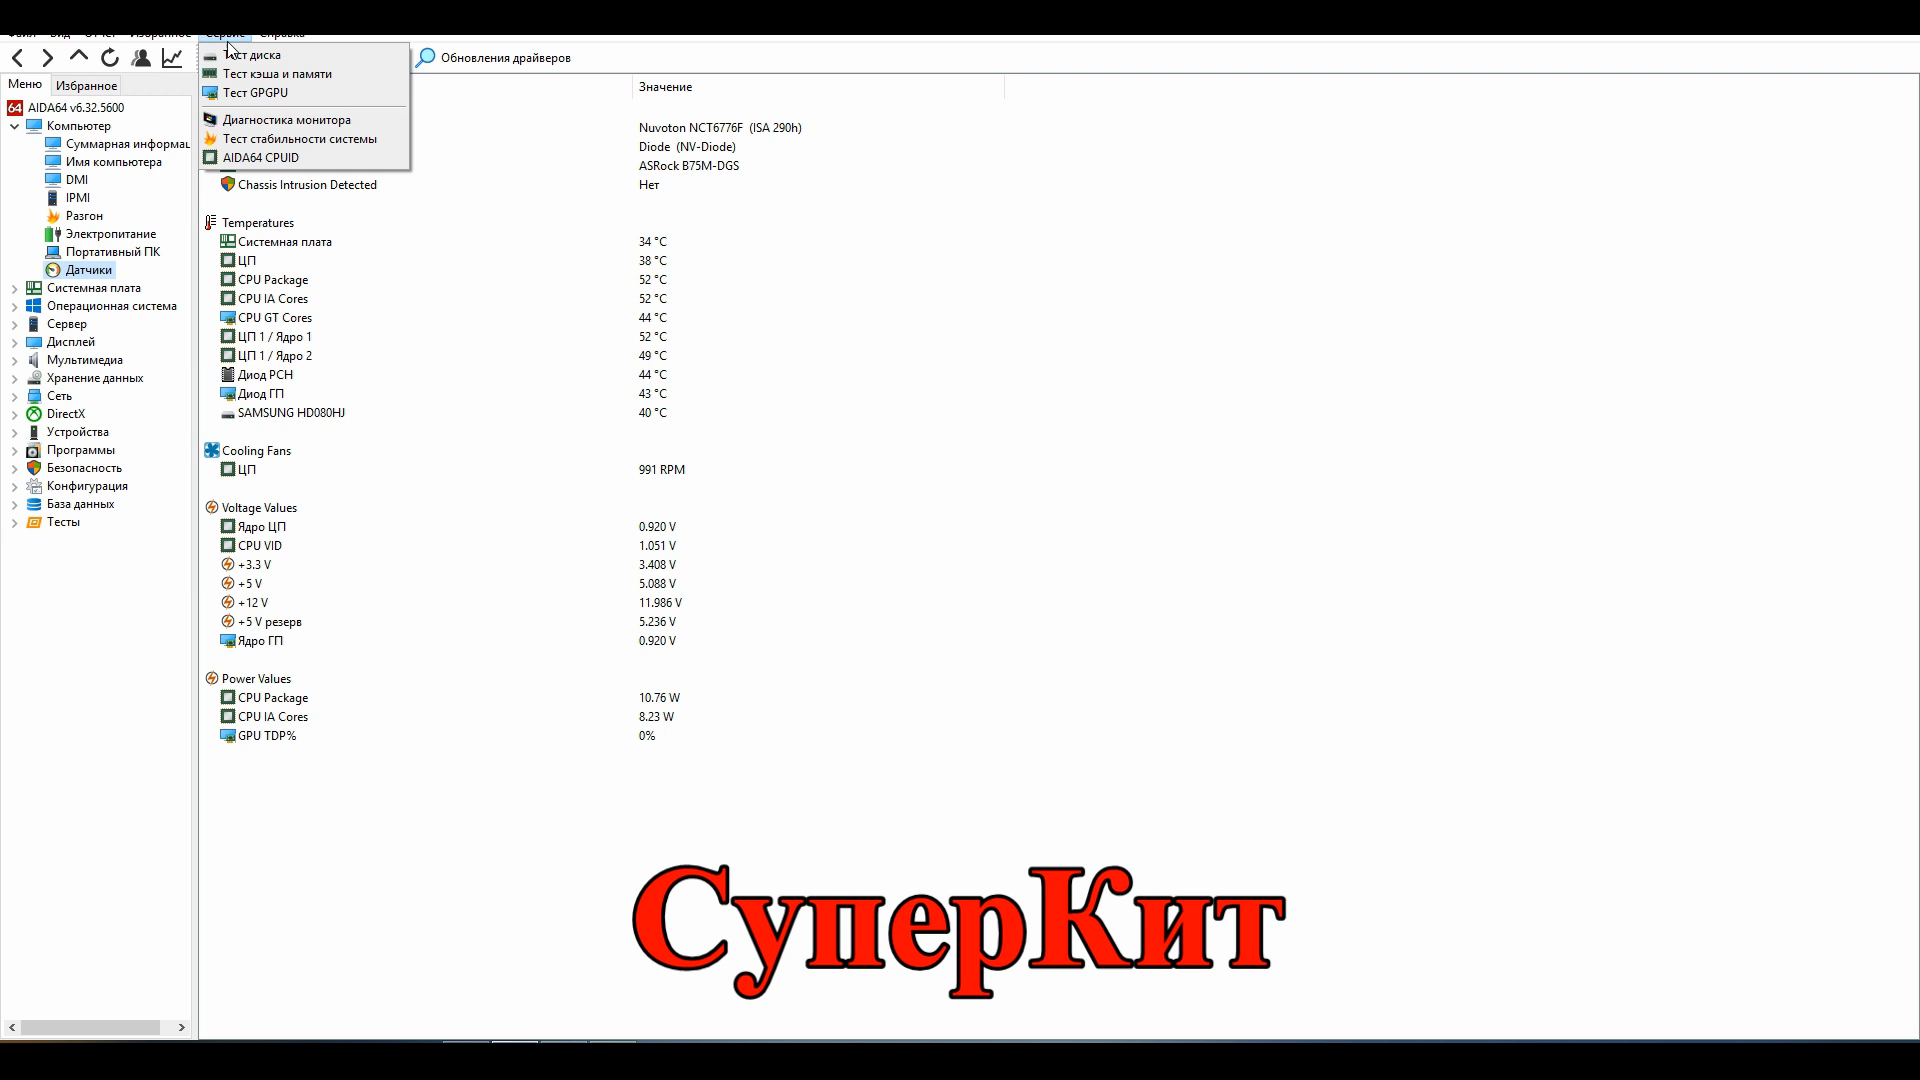 Файл Вид Отчет Избранное Сервис Справка
Обновления драйверов
Тест диска
Тест кэша и памяти
Тест GPGPU
Диагностика монитора
Тест стабильности системы
AIDA64 CPUID
Меню Избранное
64 AIDA64 v6.32.5600
Компьютер
Суммарная информац
Имя компьютера
DMI
IPMI
Разгон
Электропитание
Портативный ПК
Датчики
Системная плата
Операционная система
Сервер
Дисплей
Мультимедиа
Хранение данных
Сеть
DirectX
Устройства
Программы
Безопасность
Конфигурация
База данных
Тесты
Значение
Nuvoton NCT6776F (ISA 290h)
Diode (NV-Diode)
ASRock B75M-DGS
Chassis Intrusion Detected Нет
Temperatures
Системная плата 34 °C
ЦП 38 °C
CPU Package 52 °C
CPU IA Cores 52 °C
CPU GT Cores 44 °C
ЦП 1 / Ядро 1 52 °C
ЦП 1 / Ядро 2 49 °C
Диод PCH 44 °C
Диод ГП 43 °C
SAMSUNG HD080HJ 40 °C
Cooling Fans
ЦП 991 RPM
Voltage Values
Ядро ЦП 0.920 V
CPU VID 1.051 V
+3.3 V 3.408 V
+5 V 5.088 V
+12 V 11.986 V
+5 V резерв 5.236 V
Ядро ГП 0.920 V
Power Values
CPU Package 10.76 W
CPU IA Cores 8.23 W
GPU TDP% 0%
СуперКит